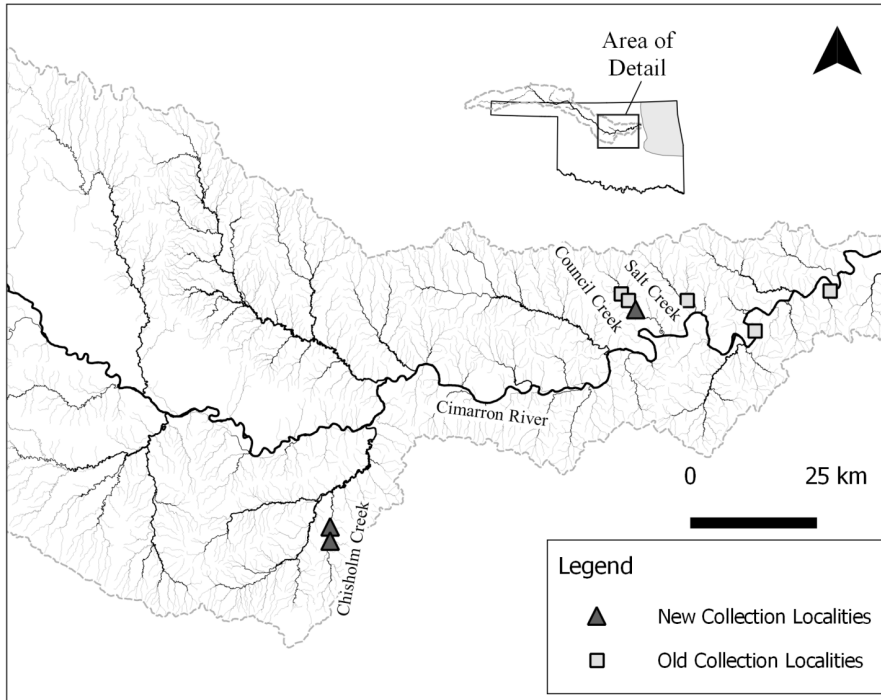 Area of
Detail
Council Creek
Salt Creek
Cimarron River
0 25 km
Chisholm Creek
Legend
New Collection Localities
Old Collection Localities